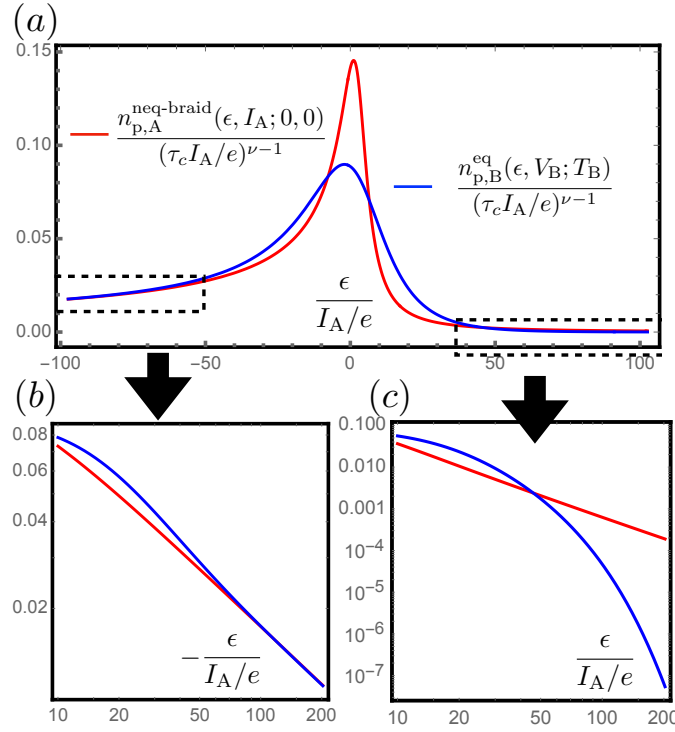 (a)
0.15
0.10
0.05
0.00
n_{p,A}^{neq-braid}(ϵ, I_A; 0, 0)
(τ_c I_A/e)^{ν−1}
n_{p,B}^{eq}(ϵ, V_B; T_B)
(τ_c I_A/e)^{ν−1}
ϵ
I_A/e
−100 −50 0 50 100
(b) (c)
0.08
0.06
0.04
0.02
− ϵ
I_A/e
10 20 50 100 200
0.100
0.010
0.001
10^{-4}
10^{-5}
10^{-6}
10^{-7}
ϵ
I_A/e
10 20 50 100 200